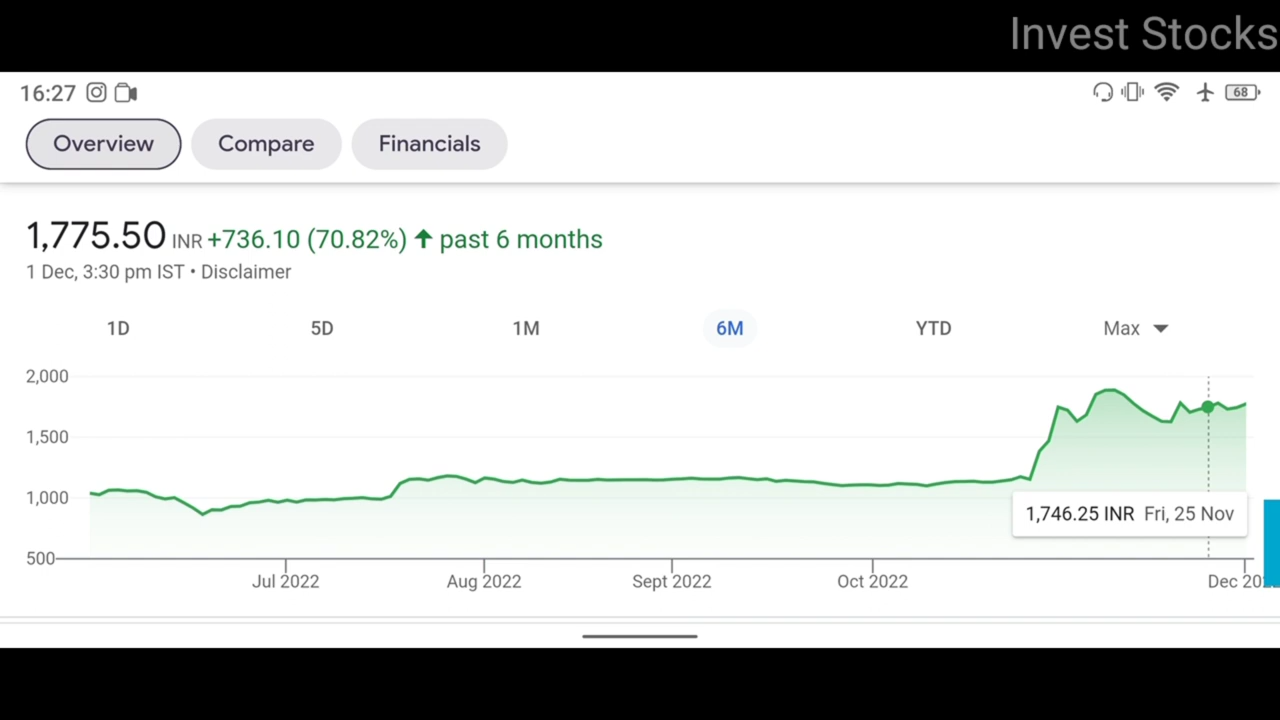 Invest Stocks
16:27
68
Overview Compare Financials
1,775.50 INR +736.10 (70.82%) ↑ past 6 months
1 Dec, 3:30 pm IST • Disclaimer
1D 5D 1M 6M YTD Max
2,000
1,500
1,000
1,746.25 INR Fri, 25 Nov
500
Jul 2022 Aug 2022 Sept 2022 Oct 2022 Dec 20